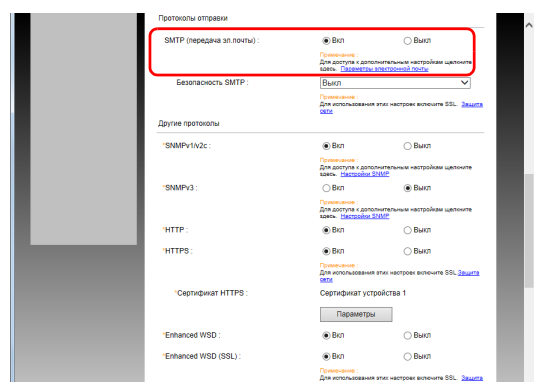 Протоколы отправки
SMTP (передача эл.почты) : Вкл Выкл
Примечание :
Для доступа к дополнительным настройкам щелкните
здесь. Параметры электронной почты
Безопасность SMTP : Выкл
Примечание :
Для использования этих настроек включите SSL. Защита
сети
Другие протоколы
*SNMPv1/v2c : Вкл Выкл
Примечание :
Для доступа к дополнительным настройкам щелкните
здесь. Настройки SNMP
*SNMPv3 : Вкл Выкл
Примечание :
Для доступа к дополнительным настройкам щелкните
здесь. Настройки SNMP
*HTTP : Вкл Выкл
*HTTPS : Вкл Выкл
Примечание :
Для использования этих настроек включите SSL.Защита
сети
*Сертификат HTTPS : Сертификат устройства 1
Параметры
*Enhanced WSD : Вкл Выкл
*Enhanced WSD (SSL) : Вкл Выкл
Примечание :
Для использования этих настроек включите SSL. Защита